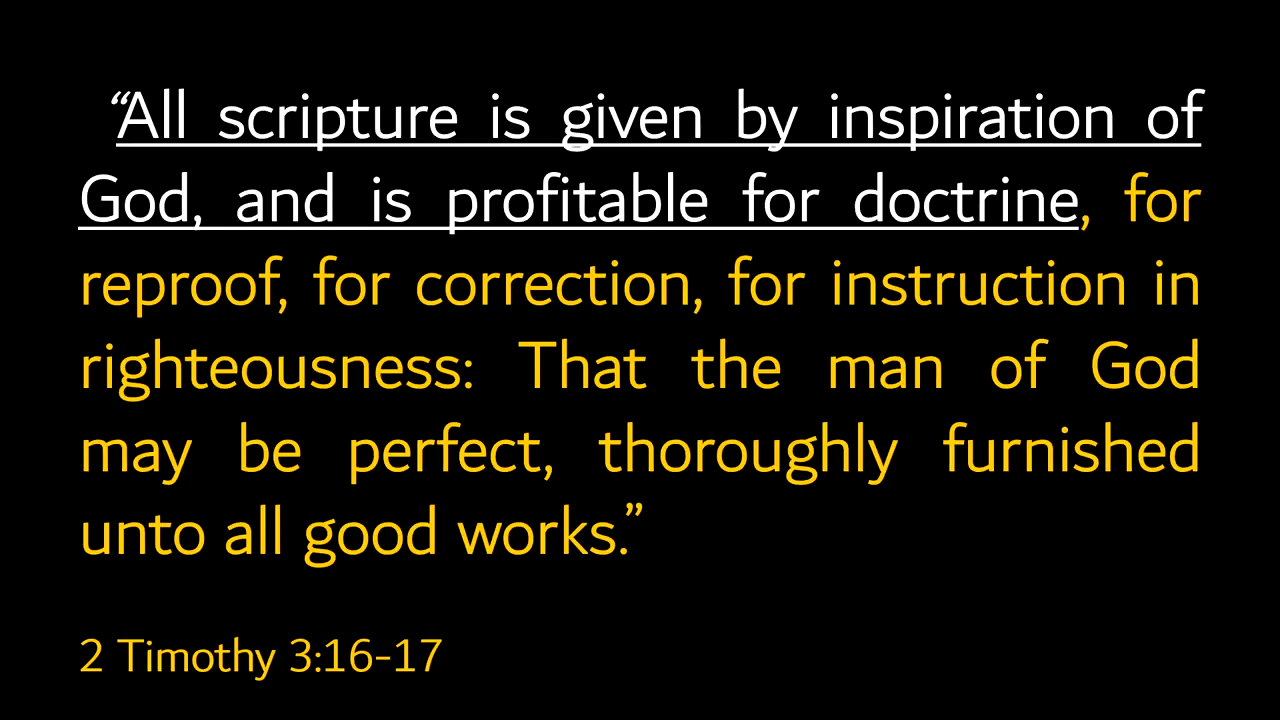 “All scripture is given by inspiration of
God, and is profitable for doctrine, for
reproof, for correction, for instruction in
righteousness: That the man of God
may be perfect, thoroughly furnished
unto all good works.”
2 Timothy 3:16-17